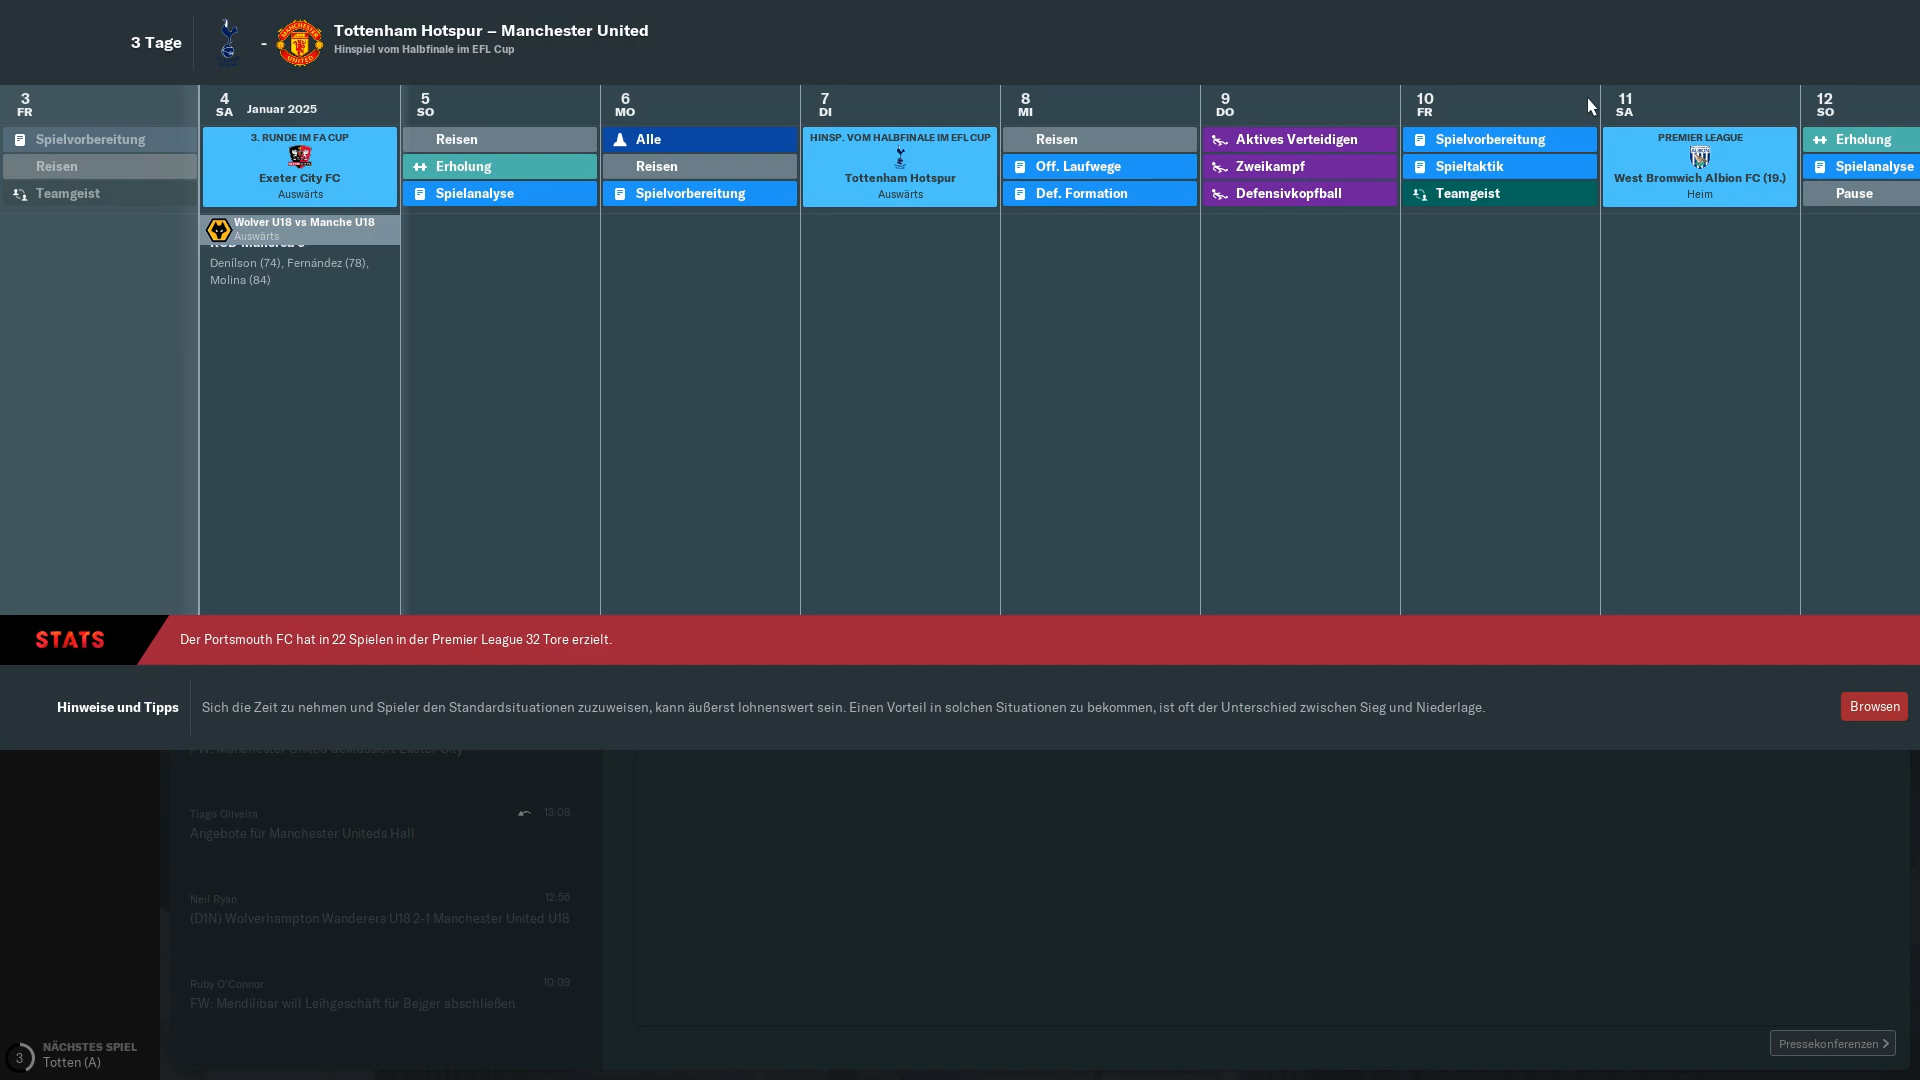 3 Tage
-
Tottenham Hotspur – Manchester United
Hinspiel vom Halbfinale im EFL Cup
3
FR
4
SA
Januar 2025
5
SO
6
MO
7
DI
8
MI
9
DO
10
FR
11
SA
12
SO
Spielvorbereitung
Reisen
Teamgeist
3. RUNDE IM FA CUP
Exeter City FC
Auswärts
Reisen
Erholung
Spielanalyse
Alle
Reisen
Spielvorbereitung
HINSP. VOM HALBFINALE IM EFL CUP
Tottenham Hotspur
Auswärts
Reisen
Off. Laufwege
Def. Formation
Aktives Verteidigen
Zweikampf
Defensivkopfball
Spielvorbereitung
Spieltaktik
Teamgeist
PREMIER LEAGUE
West Bromwich Albion FC (19.)
Heim
Erholung
Spielanalyse
Pause
Wolver U18 vs Manche U18
Auswärts
Denílson (74), Fernández (78),
Molina (84)
STATS
Der Portsmouth FC hat in 22 Spielen in der Premier League 32 Tore erzielt.
Hinweise und Tipps
Sich die Zeit zu nehmen und Spieler den Standardsituationen zuzuweisen, kann äußerst lohnenswert sein. Einen Vorteil in solchen Situationen zu bekommen, ist oft der Unterschied zwischen Sieg und Niederlage.
Browsen
FW: Manchester United deklassiert Exeter City
Tiago Oliveira
13:08
Angebote für Manchester Uniteds Hall
Neil Ryan
12:56
(D1N) Wolverhampton Wanderers U18 2-1 Manchester United U18
Ruby O'Connor
10:09
FW: Mendilibar will Leihgeschäft für Bejger abschließen
3
NÄCHSTES SPIEL
Totten (A)
Pressekonferenzen